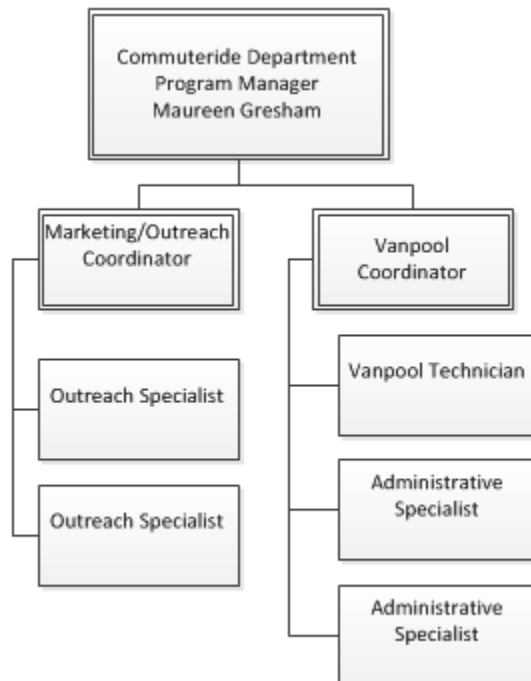 Commuteride Department
Program Manager
Maureen Gresham
Marketing/Outreach
Coordinator
Vanpool
Coordinator
Outreach Specialist
Outreach Specialist
Vanpool Technician
Administrative
Specialist
Administrative
Specialist